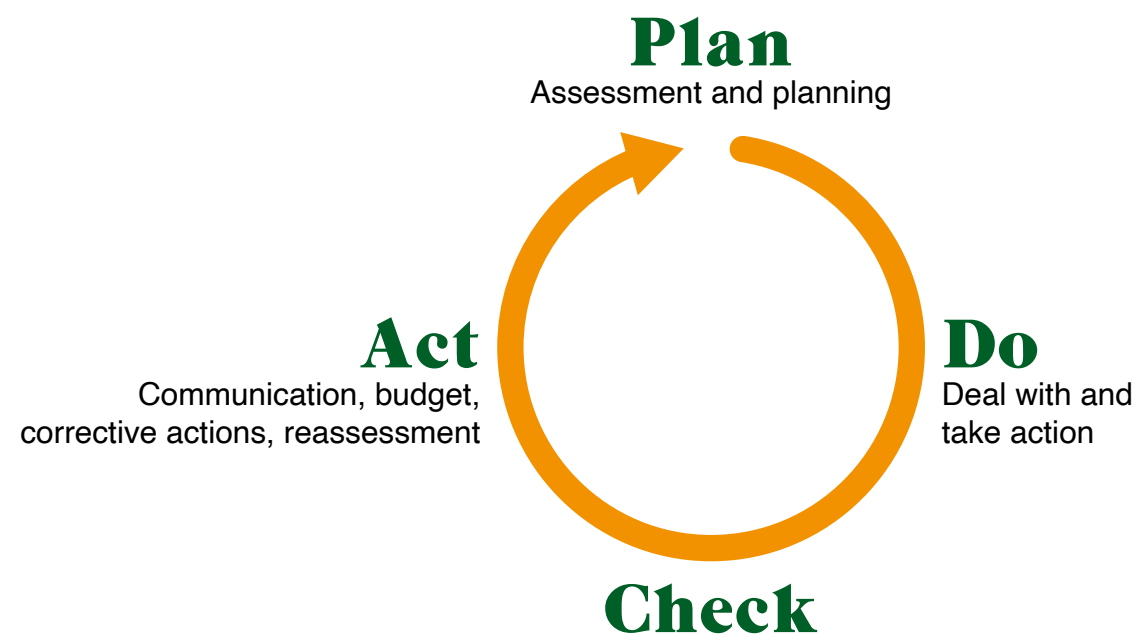 Plan
Assessment and planning
Do
Deal with and
take action
Check
Act
Communication, budget,
corrective actions, reassessment